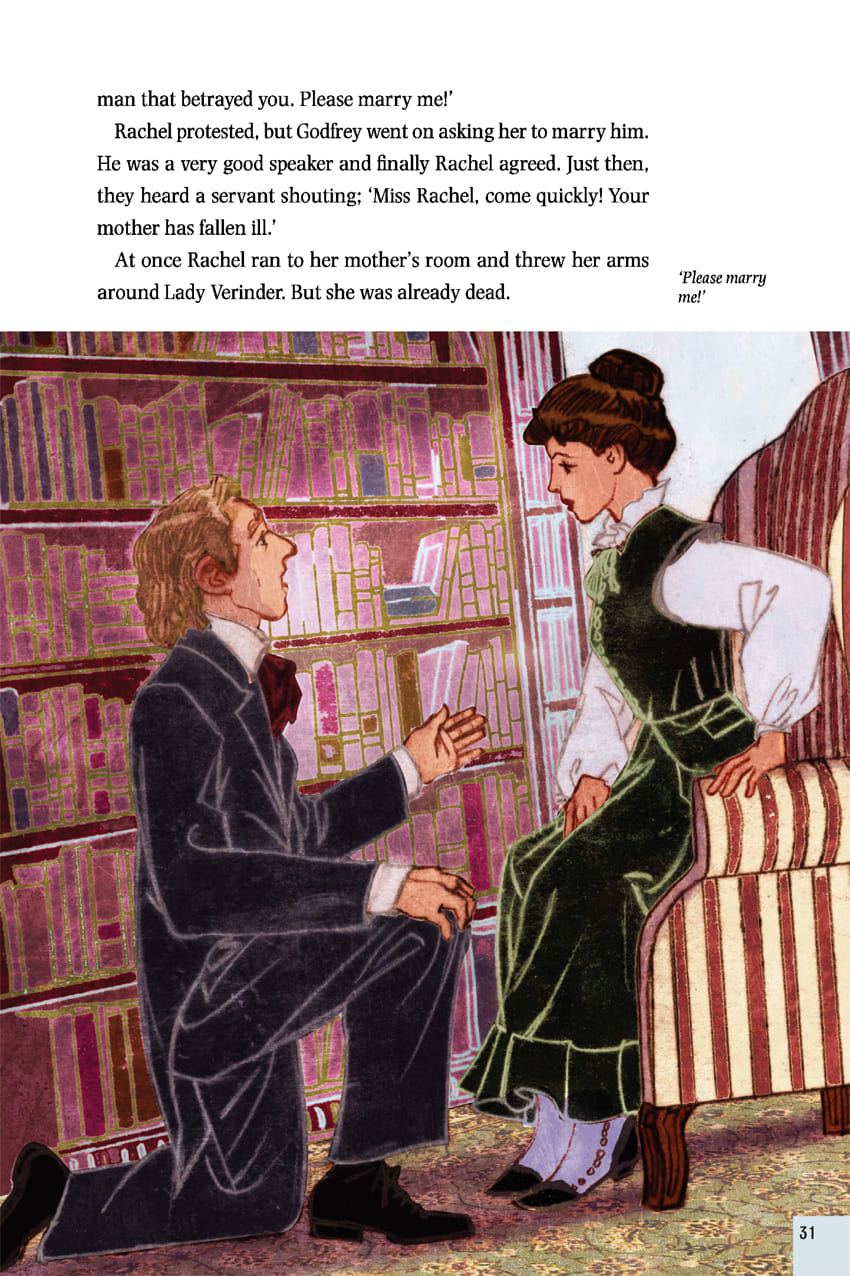 man that betrayed you. Please marry me!’
Rachel protested, but Godfrey went on asking her to marry him.
He was a very good speaker and finally Rachel agreed. Just then,
they heard a servant shouting; ‘Miss Rachel, come quickly! Your
mother has fallen ill.’
At once Rachel ran to her mother’s room and threw her arms
around Lady Verinder. But she was already dead.
‘Please marry
me!’
31